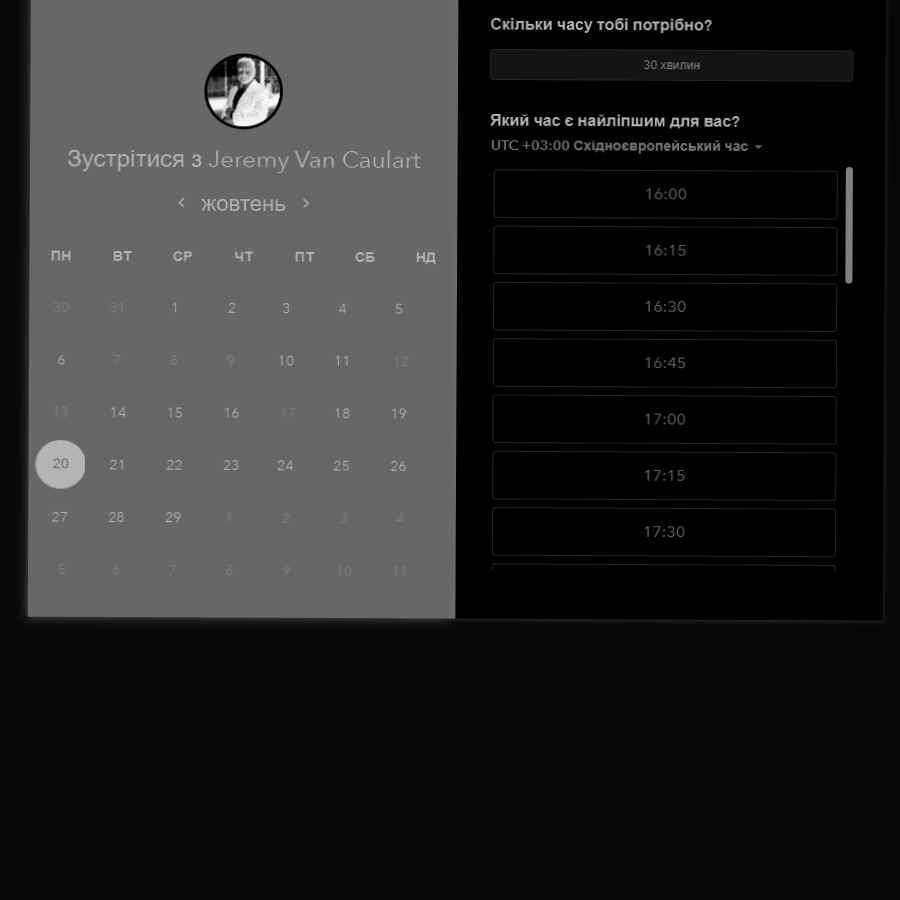 Зустрітися з Jeremy Van Caulart
жовтень
ПН ВТ СР ЧТ ПТ СБ НД
30 31 1 2 3 4 5
6 7 8 9 10 11 12
13 14 15 16 17 18 19
20 21 22 23 24 25 26
27 28 29 1 2 3 4
5 6 7 8 9 10 11
Скільки часу тобі потрібно?
30 хвилин
Який час є найліпшим для вас?
UTC +03:00 Східноєвропейський час
16:00
16:15
16:30
16:45
17:00
17:15
17:30